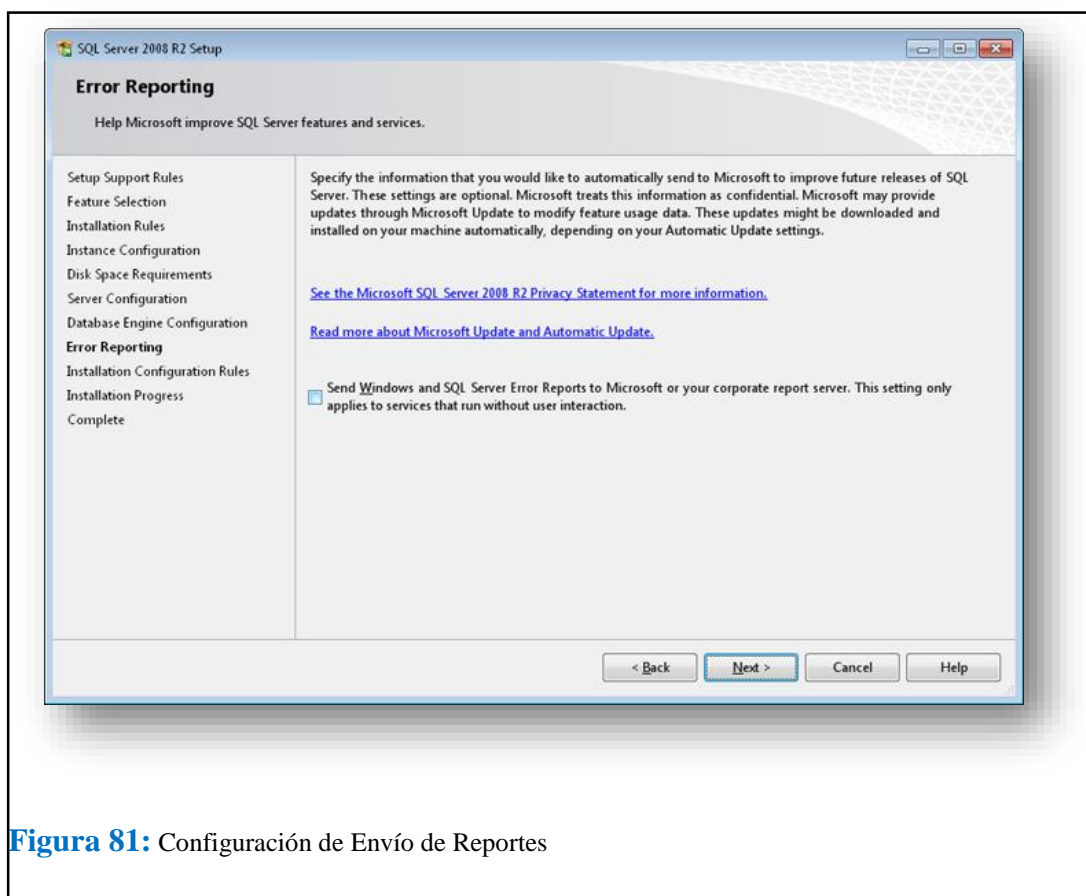 SQL Server 2008 R2 Setup
Error Reporting
Help Microsoft improve SQL Server features and services.
Setup Support Rules
Feature Selection
Installation Rules
Instance Configuration
Disk Space Requirements
Server Configuration
Database Engine Configuration
Error Reporting
Installation Configuration Rules
Installation Progress
Complete
Specify the information that you would like to automatically send to Microsoft to improve future releases of SQL
Server. These settings are optional. Microsoft treats this information as confidential. Microsoft may provide
updates through Microsoft Update to modify feature usage data. These updates might be downloaded and
installed on your machine automatically, depending on your Automatic Update settings.
See the Microsoft SQL Server 2008 R2 Privacy Statement for more information.
Read more about Microsoft Update and Automatic Update.
Send Windows and SQL Server Error Reports to Microsoft or your corporate report server. This setting only
applies to services that run without user interaction.
< Back
Next >
Cancel
Help
Figura 81: Configuración de Envío de Reportes